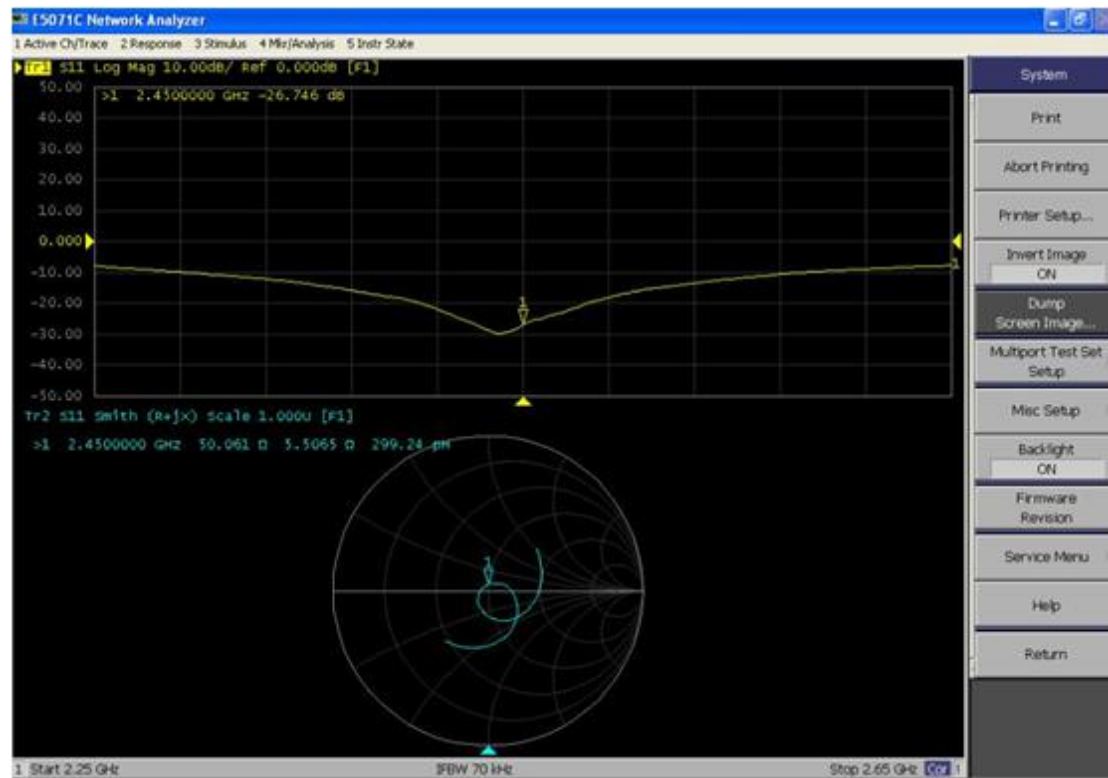 E5071C Network Analyzer
1 Active Ch/Trace 2 Response 3 Stimulus 4 Mkr/Analysis 5 Instr State
Tr1 S11 Log Mag 10.00dB/ Ref 0.000dB [F1]
50.00
>1 2.4500000 GHz -26.746 dB
40.00
30.00
20.00
10.00
0.000
-10.00
-20.00
-30.00
-40.00
-50.00
1
1
Tr2 S11 Smith (R+jX) Scale 1.000U [F1]
>1 2.4500000 GHz 50.061 Ω 5.5065 Ω 299.24 pH
1
System
Print
Abort Printing
Printer Setup...
Invert Image
ON
Dump
Screen Image...
Multiport Test Set
Setup
Misc Setup
Backlight
ON
Firmware
Revision
Service Menu
Help
Return
1 Start 2.25 GHz IFBW 70 kHz Stop 2.65 GHz Cor